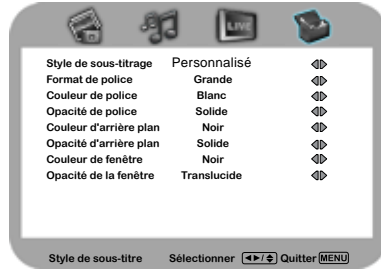 LIVE
Style de sous-titrage Personnalisé
Format de police Grande
Couleur de police Blanc
Opacité de police Solide
Couleur d'arrière plan Noir
Opacité d'arrière plan Solide
Couleur de fenêtre Noir
Opacité de la fenêtre Translucide
Style de sous-titre Sélectionner ◀▶/⬍ Quitter MENU